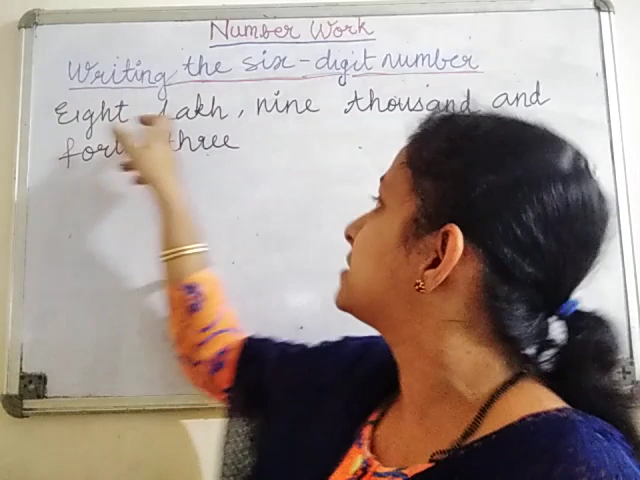 Number Work
Writing the six-digit number
Eight Lakh, nine thousand and
three